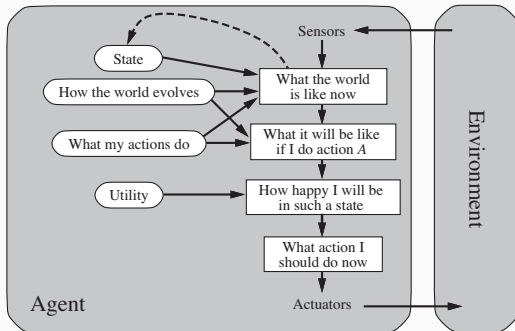 Sensors
State
What the world
is like now
How the world evolves
What it will be like
if I do action A
What my actions do
How happy I will be
in such a state
Utility
What action I
should do now
Agent
Actuators
Environment